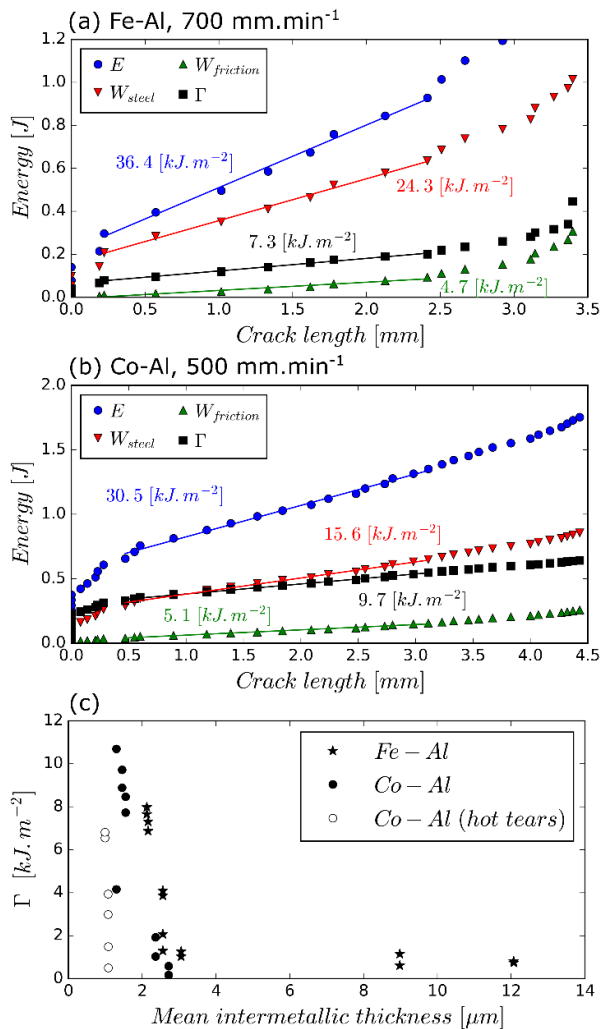 (a) Fe-Al, 700 mm.min⁻¹
Energy [J]
1.2
1.0
0.8
0.6
0.4
0.2
0.0
E
W_friction
W_steel
Γ
36.4 [kJ.m⁻²]
24.3 [kJ.m⁻²]
7.3 [kJ.m⁻²]
4.7 [kJ.m⁻²]
0.0 0.5 1.0 1.5 2.0 2.5 3.0 3.5
Crack length [mm]
(b) Co-Al, 500 mm.min⁻¹
Energy [J]
2.0
1.5
1.0
0.5
0.0
E
W_friction
W_steel
Γ
30.5 [kJ.m⁻²]
15.6 [kJ.m⁻²]
5.1 [kJ.m⁻²]
9.7 [kJ.m⁻²]
0.0 0.5 1.0 1.5 2.0 2.5 3.0 3.5 4.0 4.5
Crack length [mm]
(c)
Γ [kJ.m⁻²]
12
10
8
6
4
2
0
Fe – Al
Co – Al
Co – Al (hot tears)
0 2 4 6 8 10 12 14
Mean intermetallic thickness [μm]